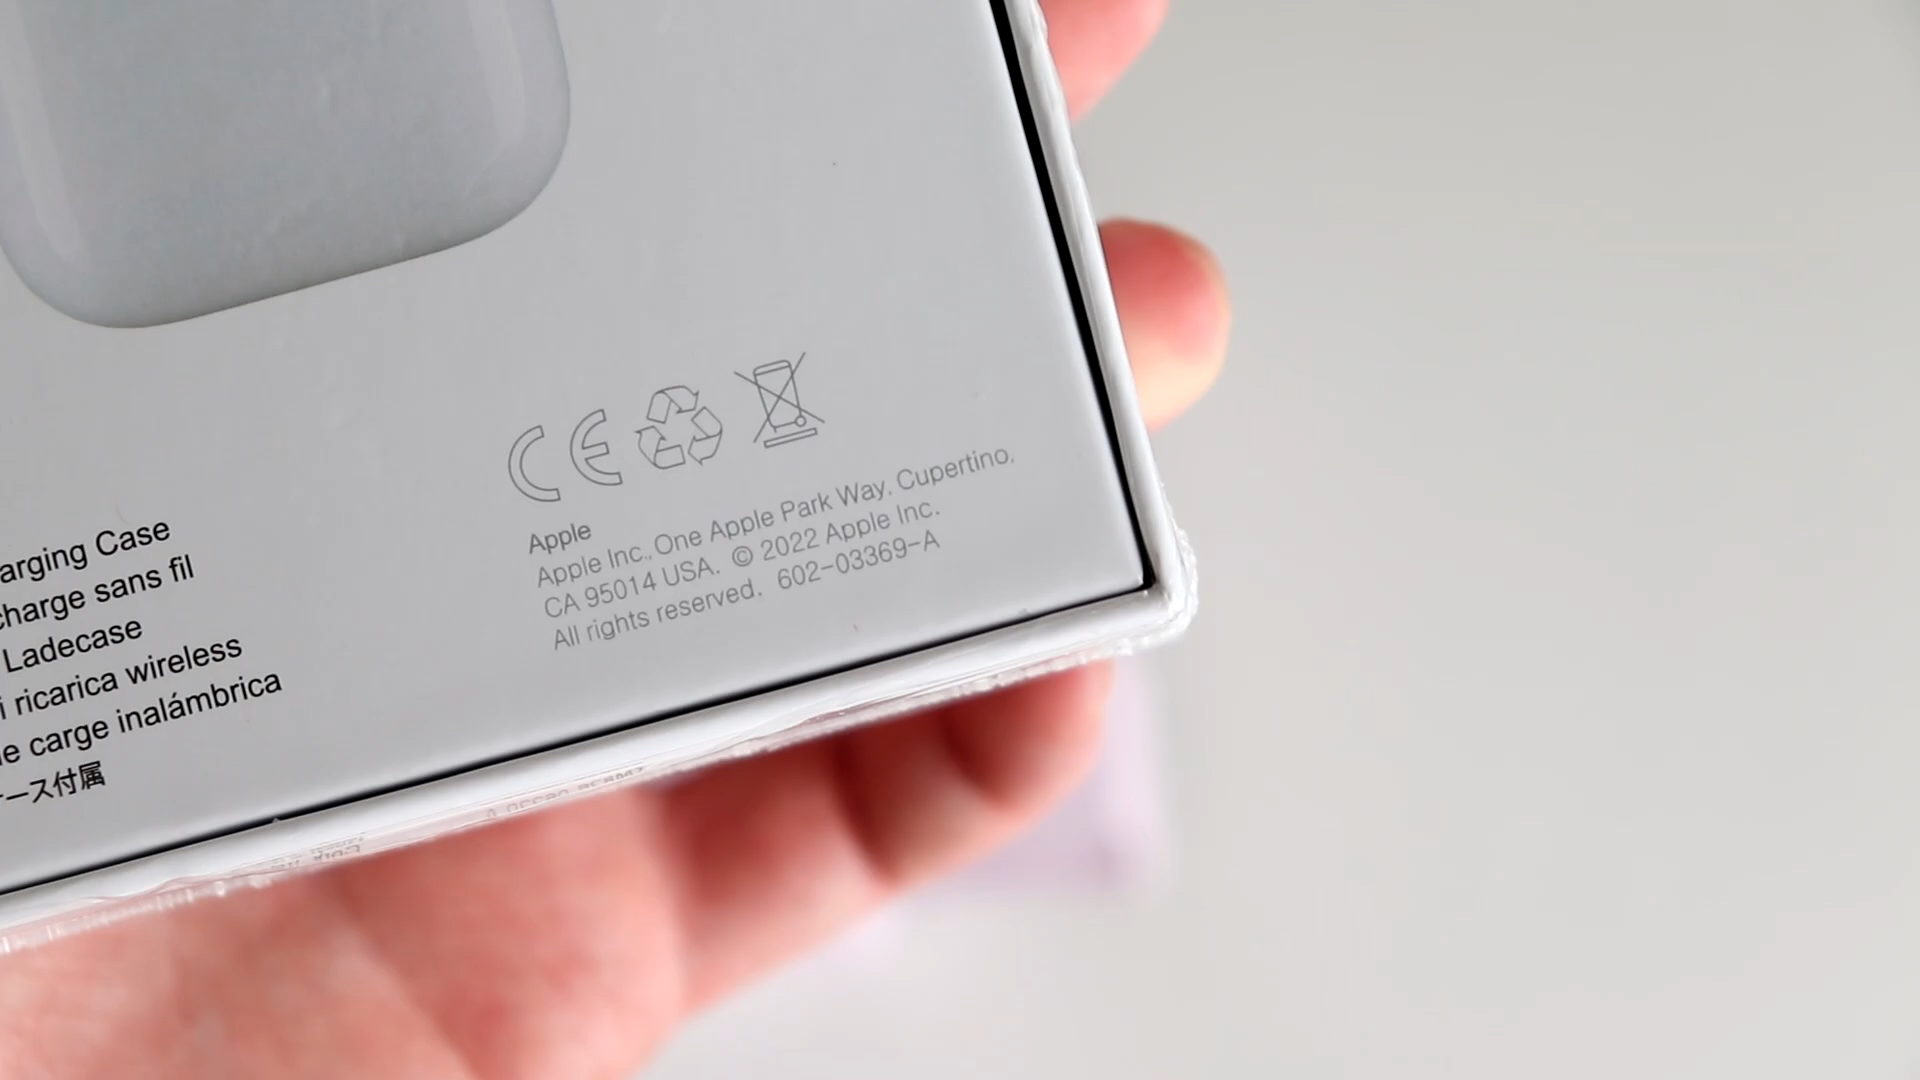 CE
Apple
Apple Inc., One Apple Park Way, Cupertino,
CA 95014 USA. © 2022 Apple Inc.
All rights reserved. 602-03369-A
arging Case
charge sans fil
Ladecase
i ricarica wireless
e carge inalámbrica
ース付属